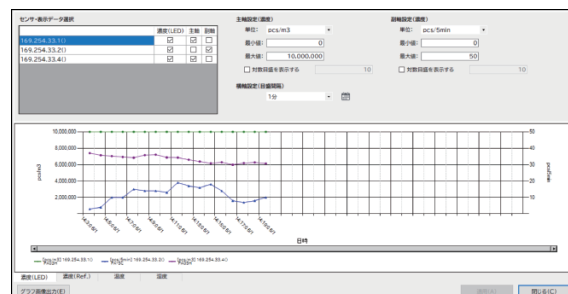 センサ・表示データ選択
濃度(LED) 主軸 副軸
169.254.33.1()
169.254.33.2()
169.254.33.4()
主軸設定(濃度)
単位: pcs/m3
最小値: 0
最大値: 10,000,000
対数目盛を表示する 10
副軸設定(濃度)
単位: pcs/5min
最小値: 0
最大値: 50
対数目盛を表示する 10
横軸設定(目盛間隔)
1分
10,000,000
8,000,000
6,000,000
4,000,000
2,000,000
pcs/m3
50
40
30
20
10
pcs/5min
日時
濃度(LED) 濃度(Ref.) 温度 湿度
グラフ画像出力(E)
閉じる(C)